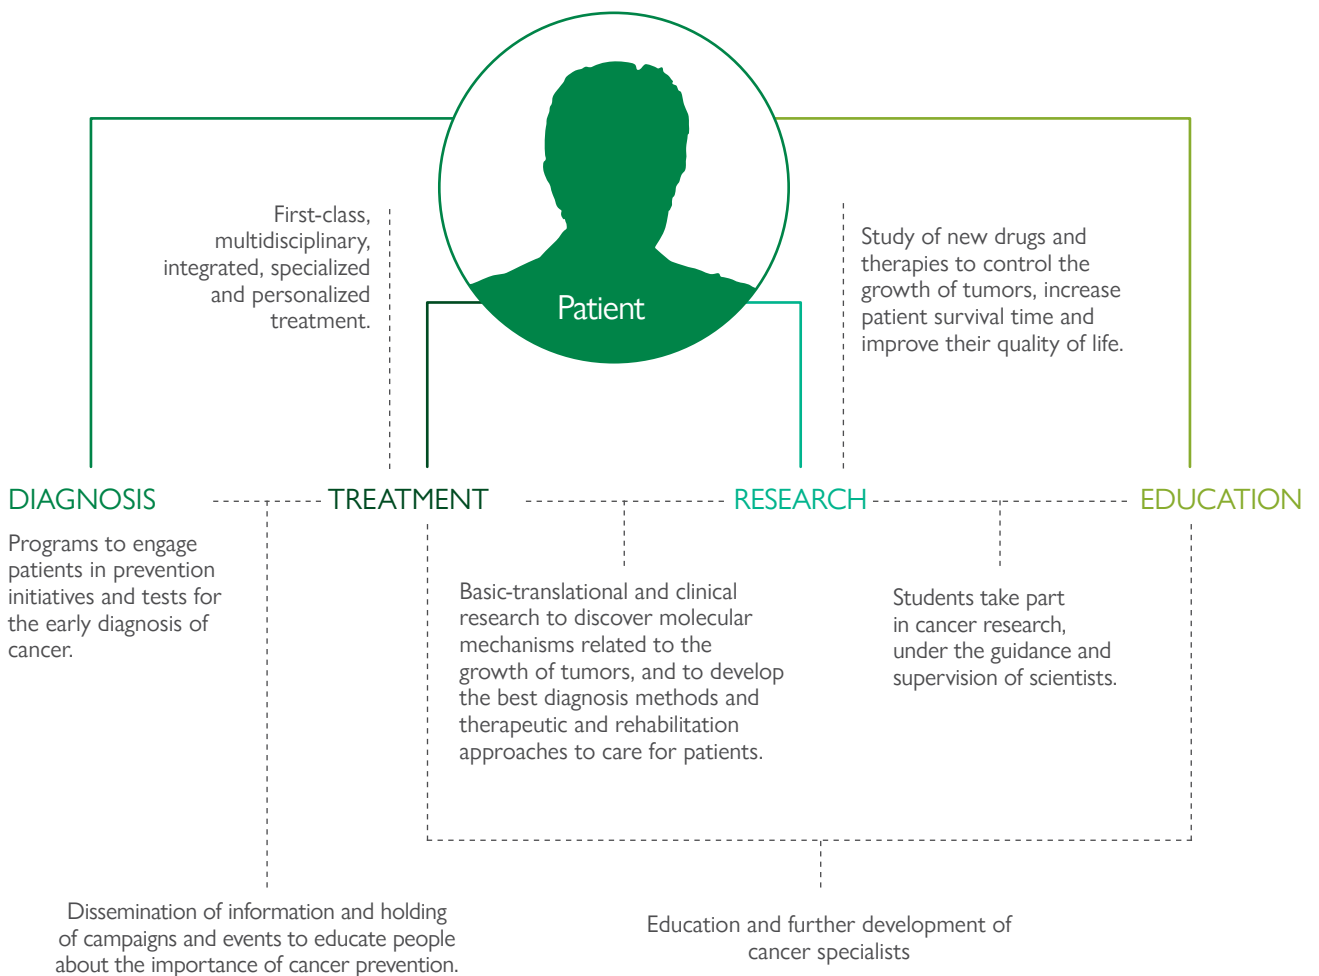 First-class,
multidisciplinary,
integrated, specialized
and personalized
treatment.
Patient
Study of new drugs and
therapies to control the
growth of tumors, increase
patient survival time and
improve their quality of life.
DIAGNOSIS
TREATMENT
RESEARCH
EDUCATION
Programs to engage
patients in prevention
initiatives and tests for
the early diagnosis of
cancer.
Basic-translational and clinical
research to discover molecular
mechanisms related to the
growth of tumors, and to develop
the best diagnosis methods and
therapeutic and rehabilitation
approaches to care for patients.
Students take part
in cancer research,
under the guidance and
supervision of scientists.
Dissemination of information and holding
of campaigns and events to educate people
about the importance of cancer prevention.
Education and further development of
cancer specialists